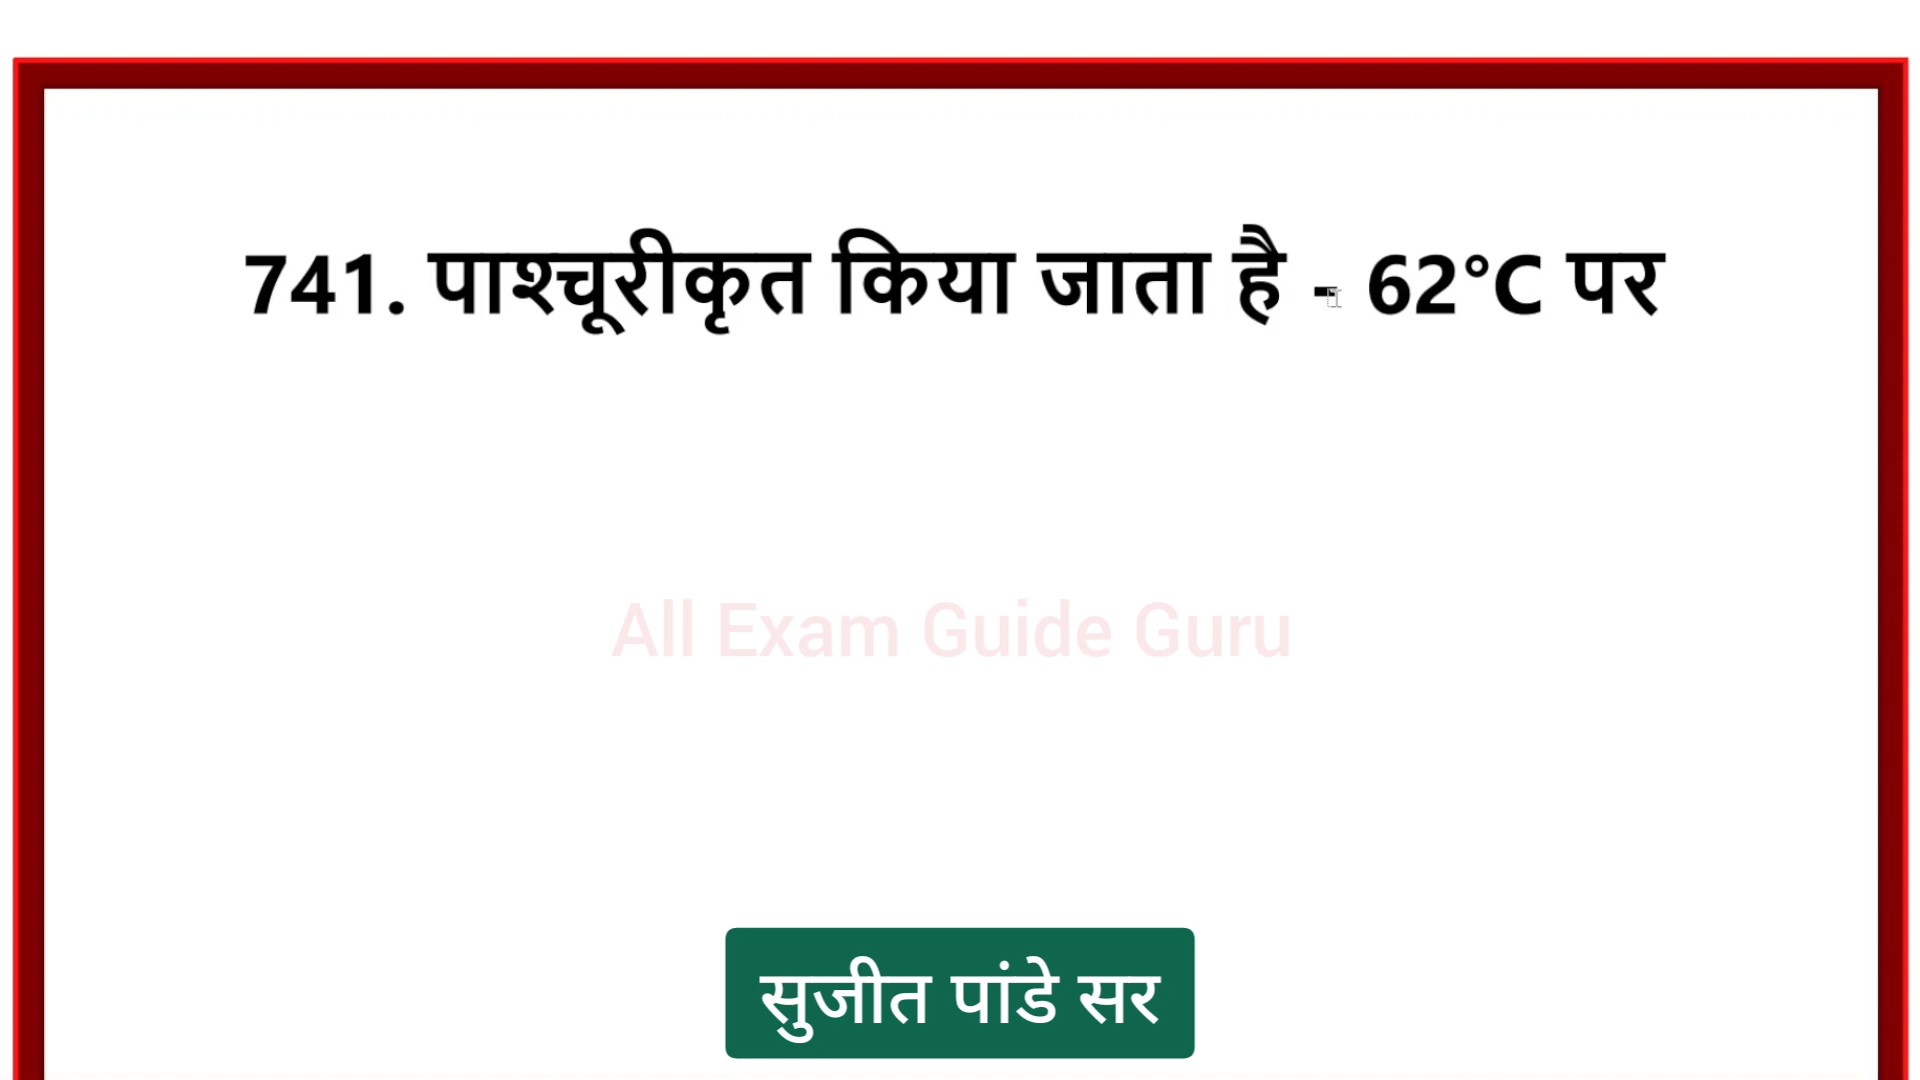 741. पाश्चूरीकृत किया जाता है - 62°C पर
All Exam Guide Guru
सुजीत पांडे सर